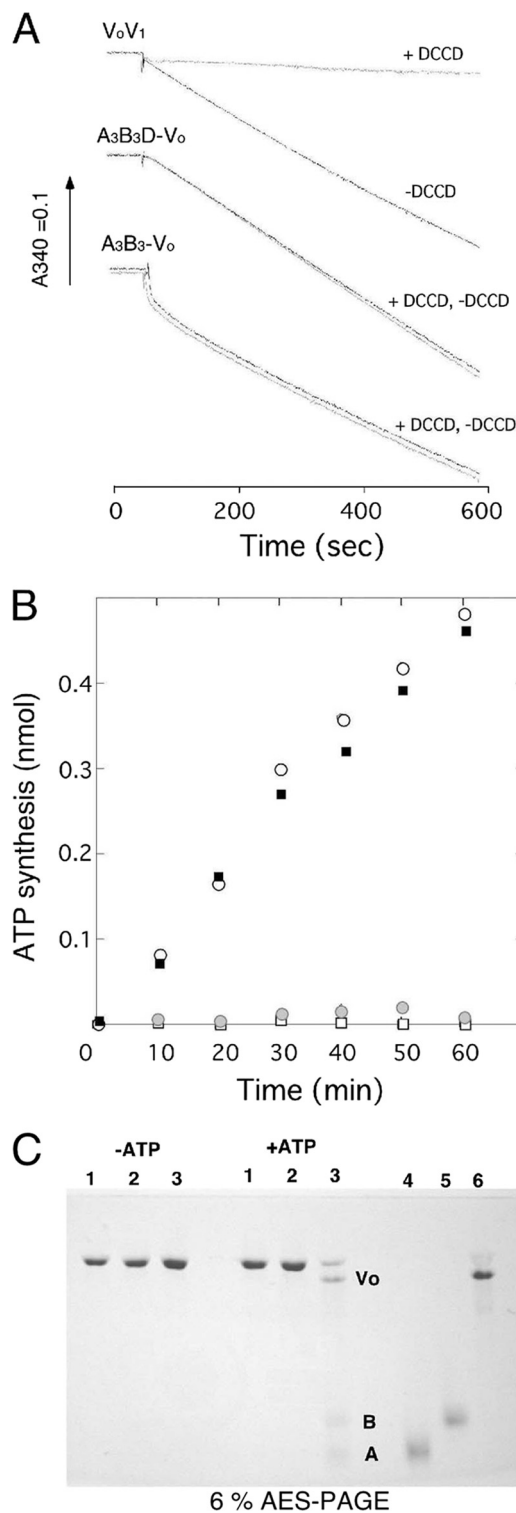 A
VoV1
+ DCCD
-DCCD
A3B3D-Vo
A340 =0.1
A3B3-Vo
+ DCCD, -DCCD
+ DCCD, -DCCD
0 200 400 600
Time (sec)
B
ATP synthesis (nmol)
0.4
0.3
0.2
0.1
0 10 20 30 40 50 60
Time (min)
C
-ATP +ATP
1 2 3 1 2 3 4 5 6
Vo
B
A
6 % AES-PAGE